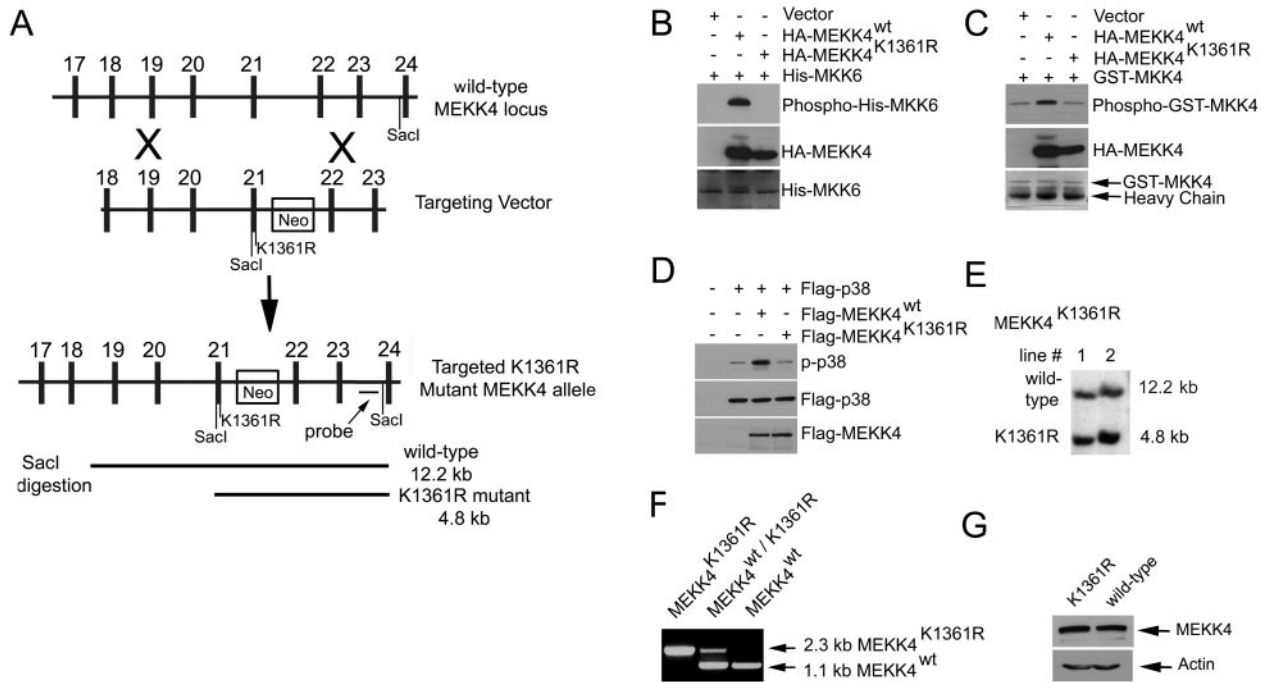 A
17 18 19 20 21 22 23 24
wild-type
MEKK4 locus
SacI
X X
18 19 20 21 22 23
Targeting Vector
Neo
K1361R
SacI
17 18 19 20 21 22 23 24
Targeted K1361R
Mutant MEKK4 allele
Neo
K1361R
SacI
probe
SacI
SacI
digestion
wild-type
12.2 kb
K1361R mutant
4.8 kb
B
+ - - Vector
- + - HA-MEKK4wt
- - + HA-MEKK4K1361R
+ + + His-MKK6
Phospho-His-MKK6
HA-MEKK4
His-MKK6
C
+ - - Vector
- + - HA-MEKK4wt
- - + HA-MEKK4K1361R
+ + + GST-MKK4
Phospho-GST-MKK4
HA-MEKK4
GST-MKK4
Heavy Chain
D
- + + + Flag-p38
- - + - Flag-MEKK4wt
- - - + Flag-MEKK4K1361R
p-p38
Flag-p38
Flag-MEKK4
E
MEKK4K1361R
line # 1 2
wild-
type
12.2 kb
K1361R
4.8 kb
F
MEKK4K1361R
MEKK4wt / K1361R
MEKK4wt
2.3 kb MEKK4K1361R
1.1 kb MEKK4wt
G
K1361R
wild-type
MEKK4
Actin